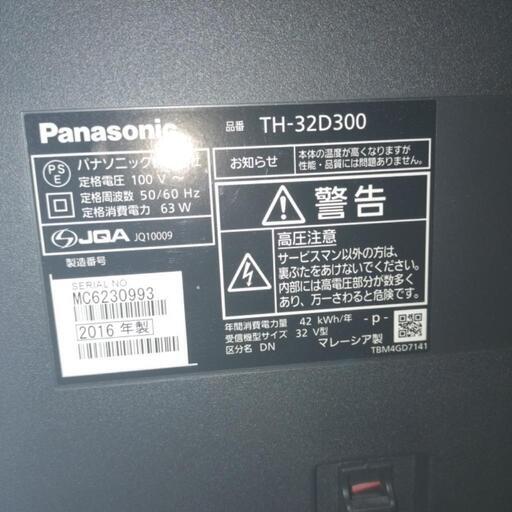 Panasonic
品番 TH-32D300
PS
E
パナソニック
定格電圧 100 V ～
定格周波数 50/60 Hz
定格消費電力 63 W
JQA JQ10009
製造番号
SERIAL NO
MC6230993
2016 年製
お知らせ
本体の温度が高くなりますが
性能・品質には問題ありません。
警告
高圧注意
サービスマン以外の方は、
裏ぶたをあけないでください。
内部には高電圧部分が数多く
あり、万一さわると危険です。
年間消費電力量 42 kWh/年
受信機型サイズ 32 V型
区分名 DN
-P-
マレーシア製
TBM4GD7141